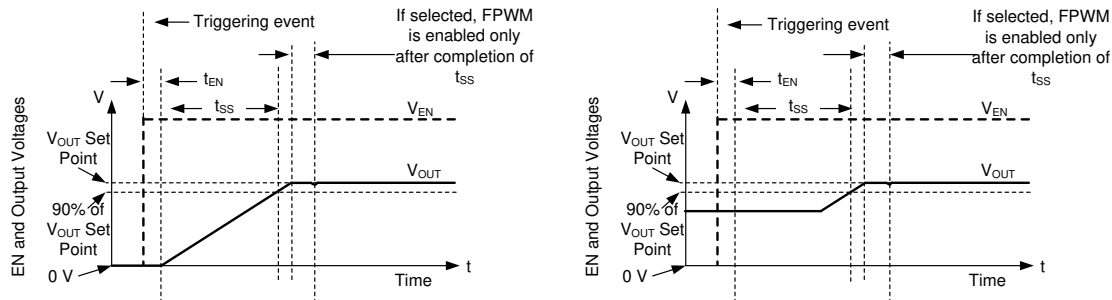 Triggering event
If selected, FPWM
is enabled only
after completion of
tSS
tEN
tSS
V
VEN
VOUT Set
Point
VOUT
90% of
VOUT Set
Point
0 V
EN and Output Voltages
t
Time
Triggering event
If selected, FPWM
is enabled only
after completion of
tSS
tEN
tSS
V
VEN
VOUT Set
Point
VOUT
90% of
VOUT Set
Point
0 V
EN and Output Voltages
t
Time